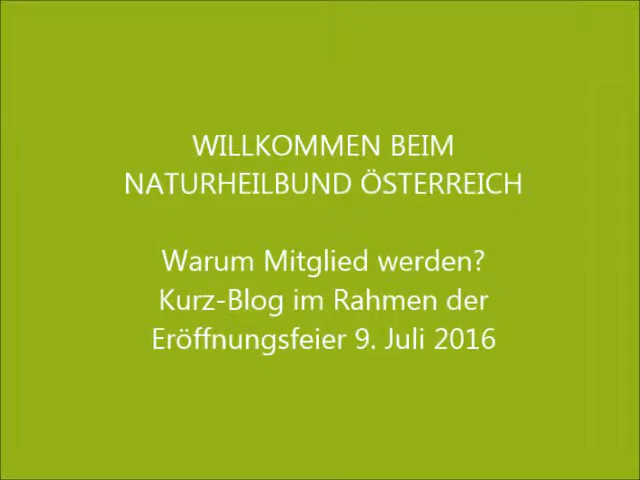 WILLKOMMEN BEIM
NATURHEILBUND ÖSTERREICH
Warum Mitglied werden?
Kurz-Blog im Rahmen der
Eröffnungsfeier 9. Juli 2016